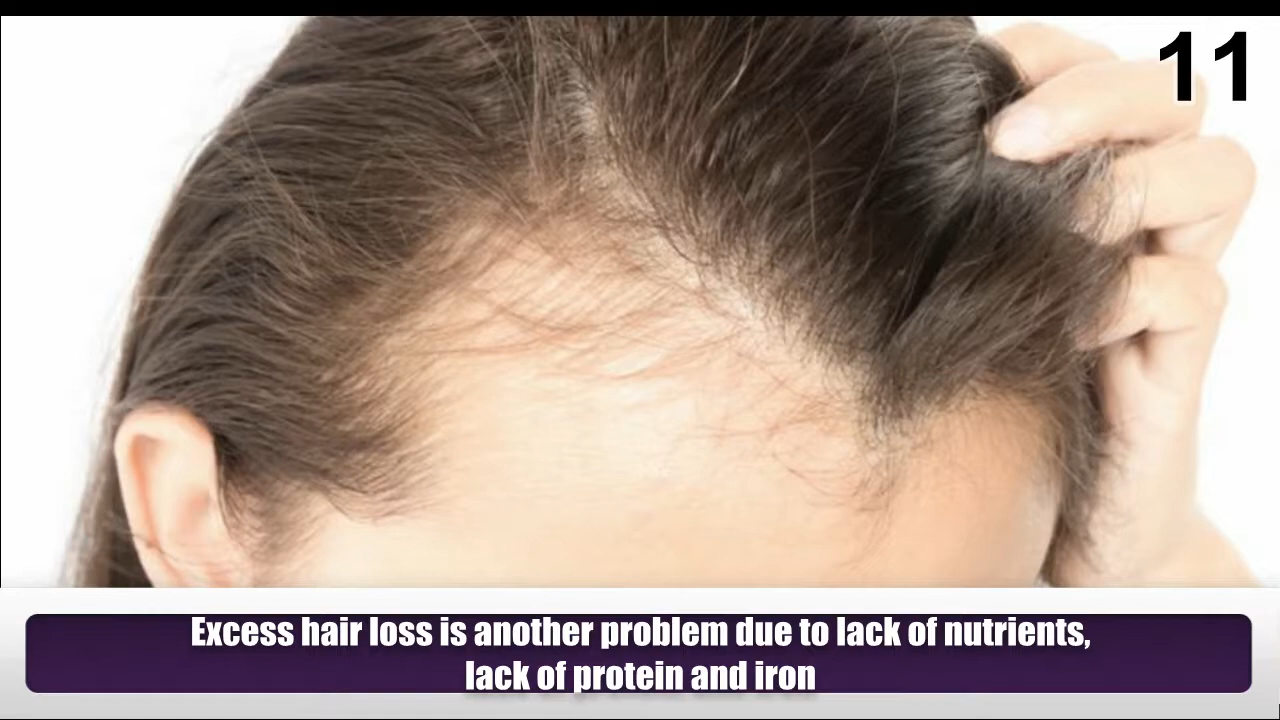 11
Excess hair loss is another problem due to lack of nutrients,
lack of protein and iron